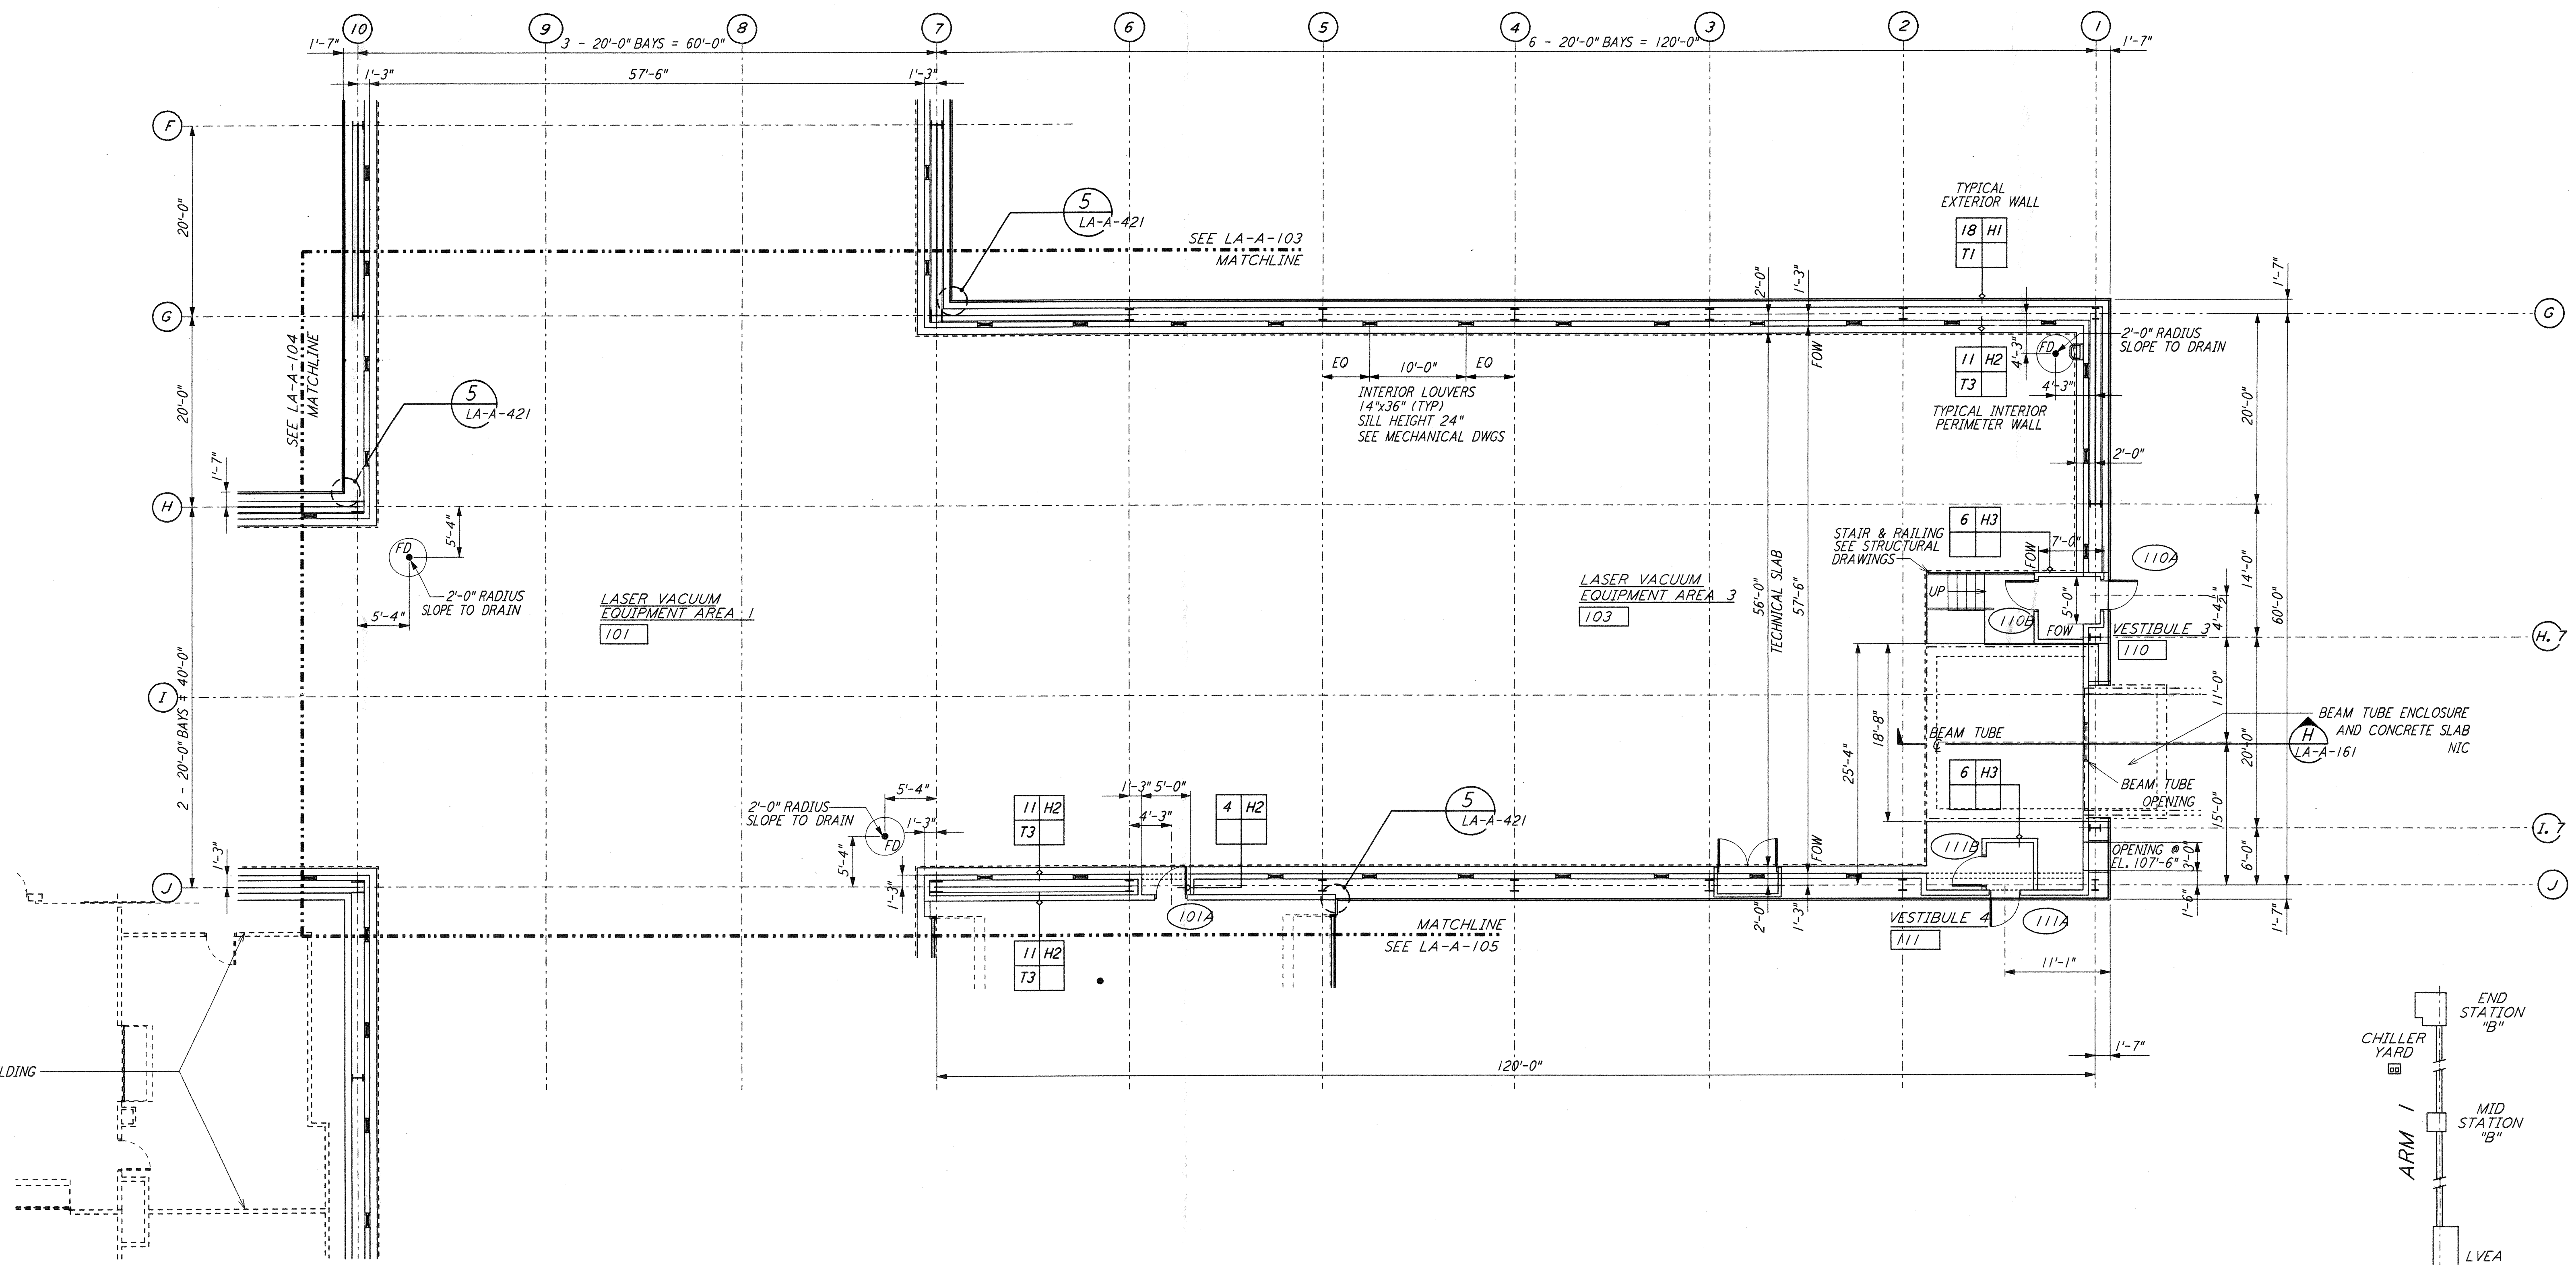 10
9
8
7
6
5
4
3
2
1
1'-7"
3 - 20'-0" BAYS = 60'-0"
6 - 20'-0" BAYS = 120'-0"
1'-7"
1'-3"
57'-6"
1'-3"
F
20'-0"
5
LA-A-421
SEE LA-A-103
MATCHLINE
TYPICAL
EXTERIOR WALL
18 H1
T1
2'-0"
1'-3"
1'-7"
G
G
SEE LA-A-104
MATCHLINE
20'-0"
5
LA-A-421
EQ
10'-0"
EQ
INTERIOR LOUVERS
14"x36" (TYP)
SILL HEIGHT 24"
SEE MECHANICAL DWGS
FOW
11 H2
T3
TYPICAL INTERIOR
PERIMETER WALL
4'-3"
FD
4'-3"
2'-0" RADIUS
SLOPE TO DRAIN
20'-0"
2'-0"
1'-7"
H
5'-4"
FD
2'-0" RADIUS
SLOPE TO DRAIN
5'-4"
LASER VACUUM
EQUIPMENT AREA 1
101
LASER VACUUM
EQUIPMENT AREA 3
103
56'-0"
TECHNICAL SLAB
57'-6"
STAIR & RAILING
SEE STRUCTURAL
DRAWINGS
6 H3
FOW
7'-0"
110A
14'-0"
4'-4 1/2"
60'-0"
UP
5'-0"
110B
FOW
VESTIBULE 3
110
H.7
I
2 - 20'-0" BAYS = 40'-0"
11'-0"
25'-4"
18'-8"
BEAM TUBE
20'-0"
H
LA-A-161
BEAM TUBE ENCLOSURE
AND CONCRETE SLAB
NIC
6 H3
BEAM TUBE
OPENING
15'-0"
2'-0" RADIUS
SLOPE TO DRAIN
5'-4"
1'-3"
FD
5'-4"
11 H2
T3
1'-3"
5'-0"
4'-3"
4 H2
5
LA-A-421
FOW
111B
OPENING @
EL. 107'-6"
3'-0"
6'-0"
I.7
1'-3"
J
1'-3"
101A
2'-0"
1'-3"
VESTIBULE 4
111
111A
1'-6"
1'-7"
J
MATCHLINE
SEE LA-A-105
11 H2
T3
11'-1"
1'-7"
120'-0"
LDING
END
STATION
"B"
CHILLER
YARD
ARM 1
MID
STATION
"B"
LVEA